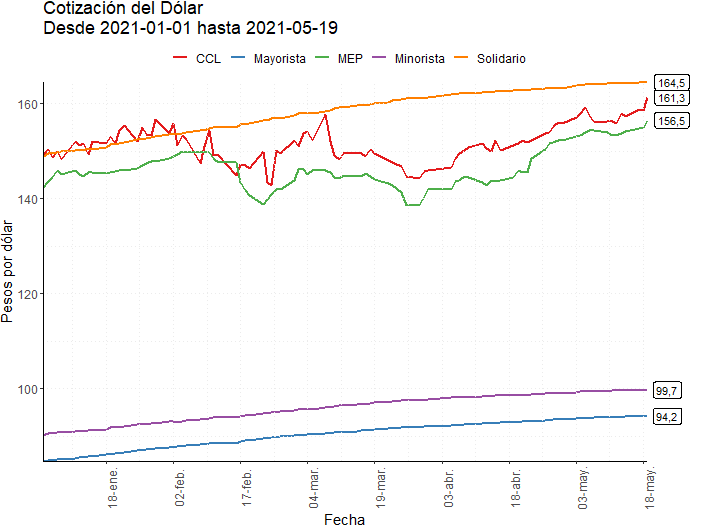 Cotización del Dólar
Desde 2021-01-01 hasta 2021-05-19
CCL Mayorista MEP Minorista Solidario
Pesos por dólar
160
140
120
100
164,5
161,3
156,5
99,7
94,2
18-ene.
02-feb.
17-feb.
04-mar.
19-mar.
03-abr.
18-abr.
03-may.
18-may.
Fecha